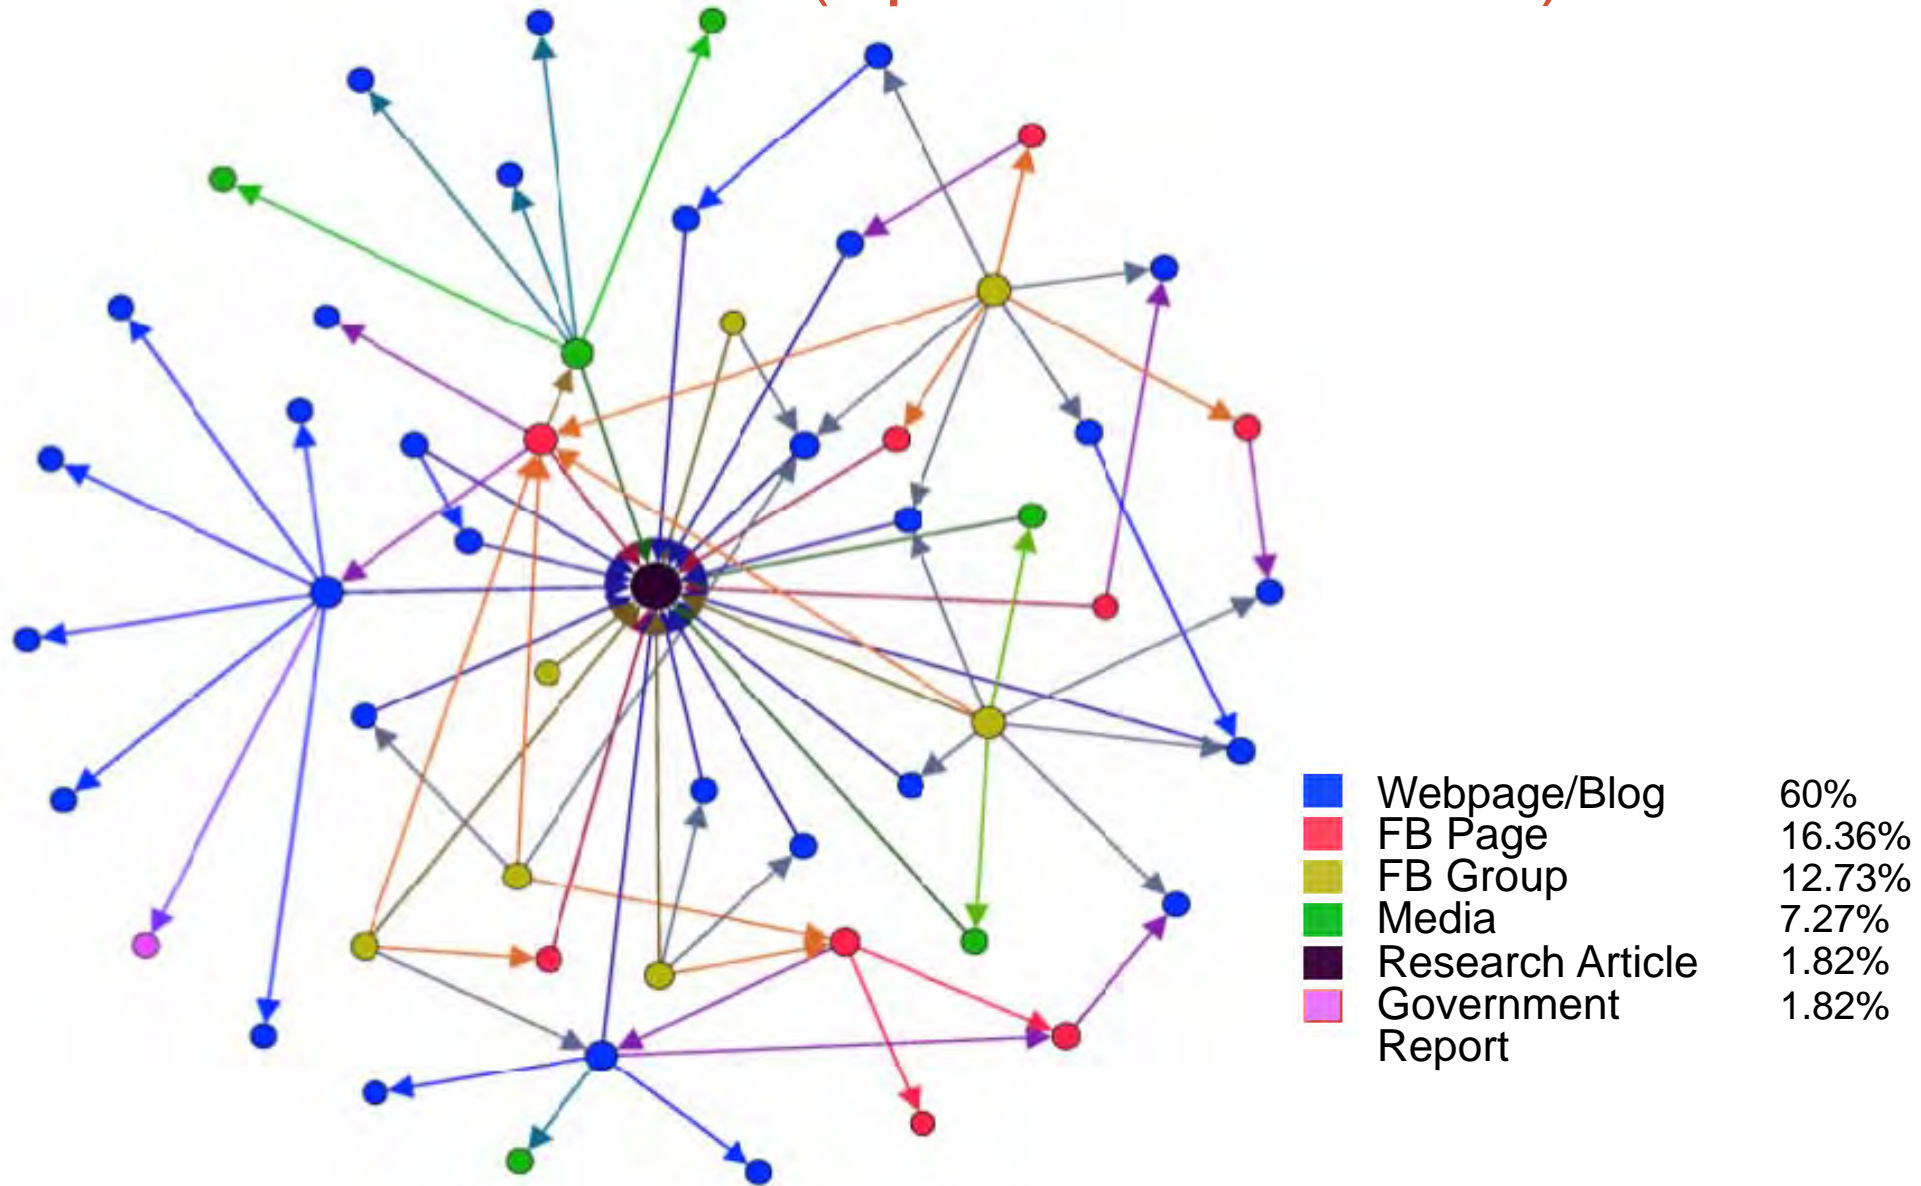 Webpage/Blog 60%
FB Page 16.36%
FB Group 12.73%
Media 7.27%
Research Article 1.82%
Government 1.82%
Report